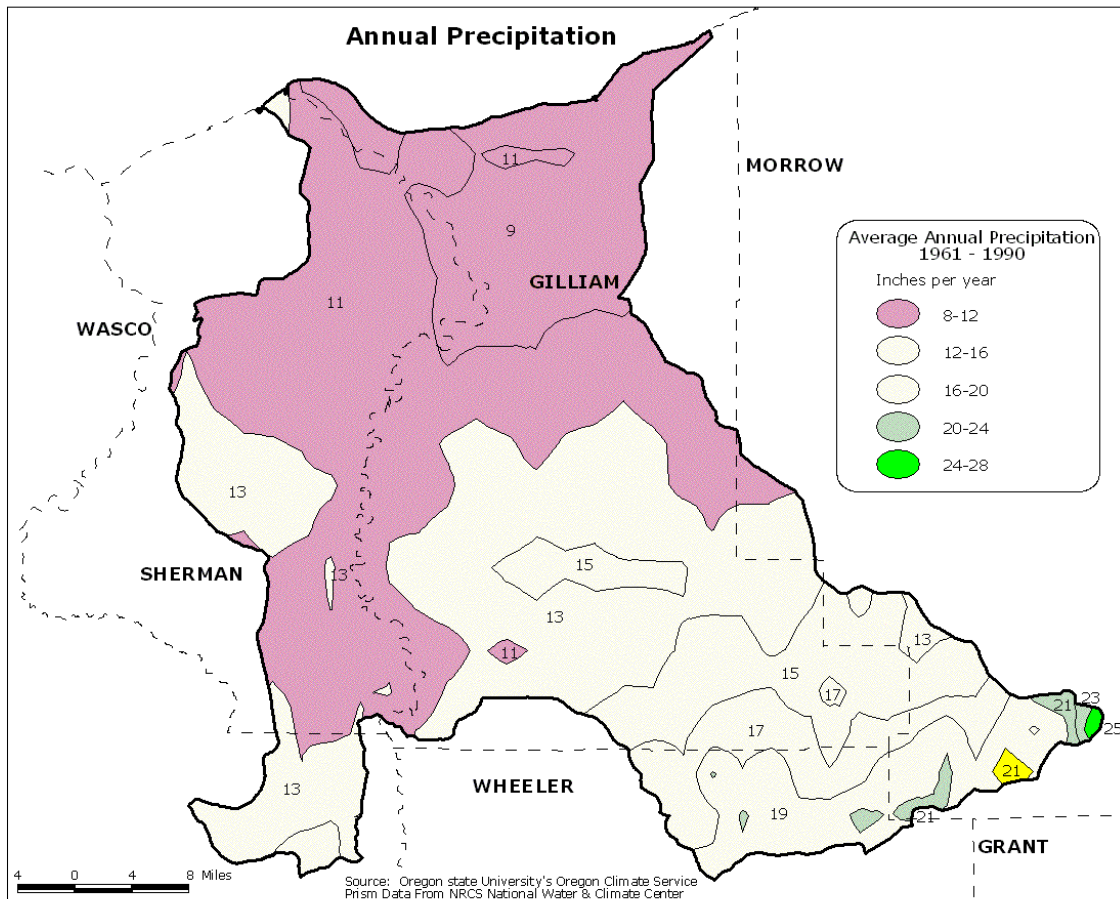 Annual Precipitation
MORROW
11
Average Annual Precipitation
1961 - 1990
Inches per year
8-12
12-16
16-20
20-24
24-28
9
GILLIAM
11
WASCO
13
15
SHERMAN
13
13
11
13
15
17
23
21
25
17
21
WHEELER
13
19
21
GRANT
4 0 4 8 Miles
Source: Oregon state University's Oregon Climate Service
Prism Data From NRCS National Water & Climate Center